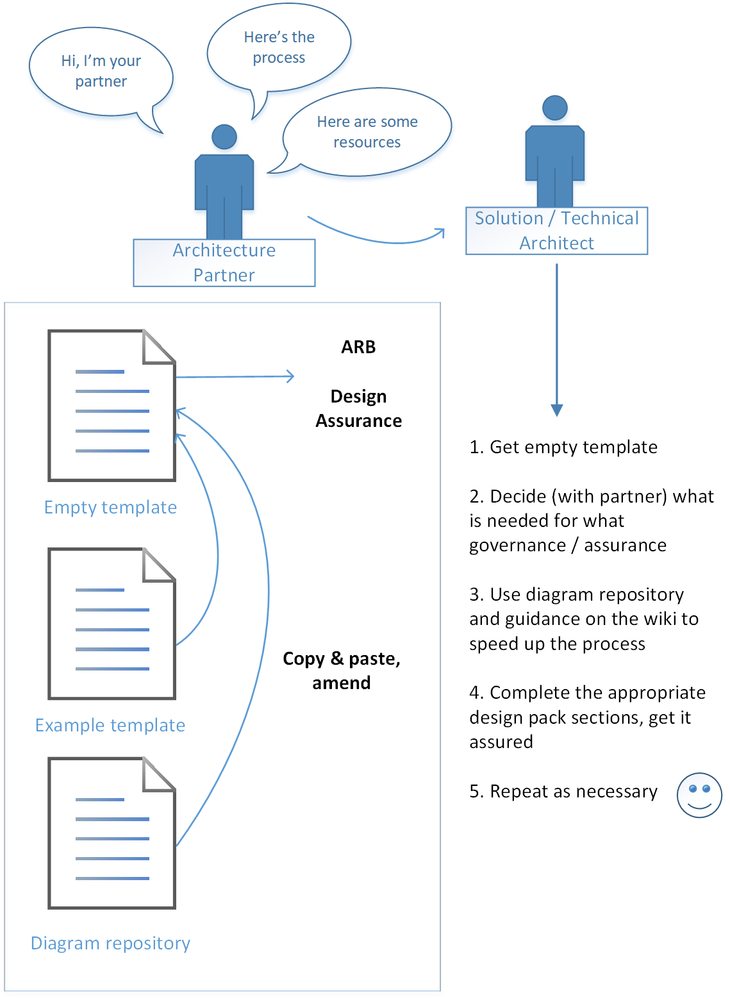 Hi, I'm your
partner
Here's the
process
Here are some
resources
Architecture
Partner
Solution / Technical
Architect
ARB
Design
Assurance
Empty template
Example template
Copy & paste,
amend
Diagram repository
1. Get empty template
2. Decide (with partner) what
is needed for what
governance / assurance
3. Use diagram repository
and guidance on the wiki to
speed up the process
4. Complete the appropriate
design pack sections, get it
assured
5. Repeat as necessary